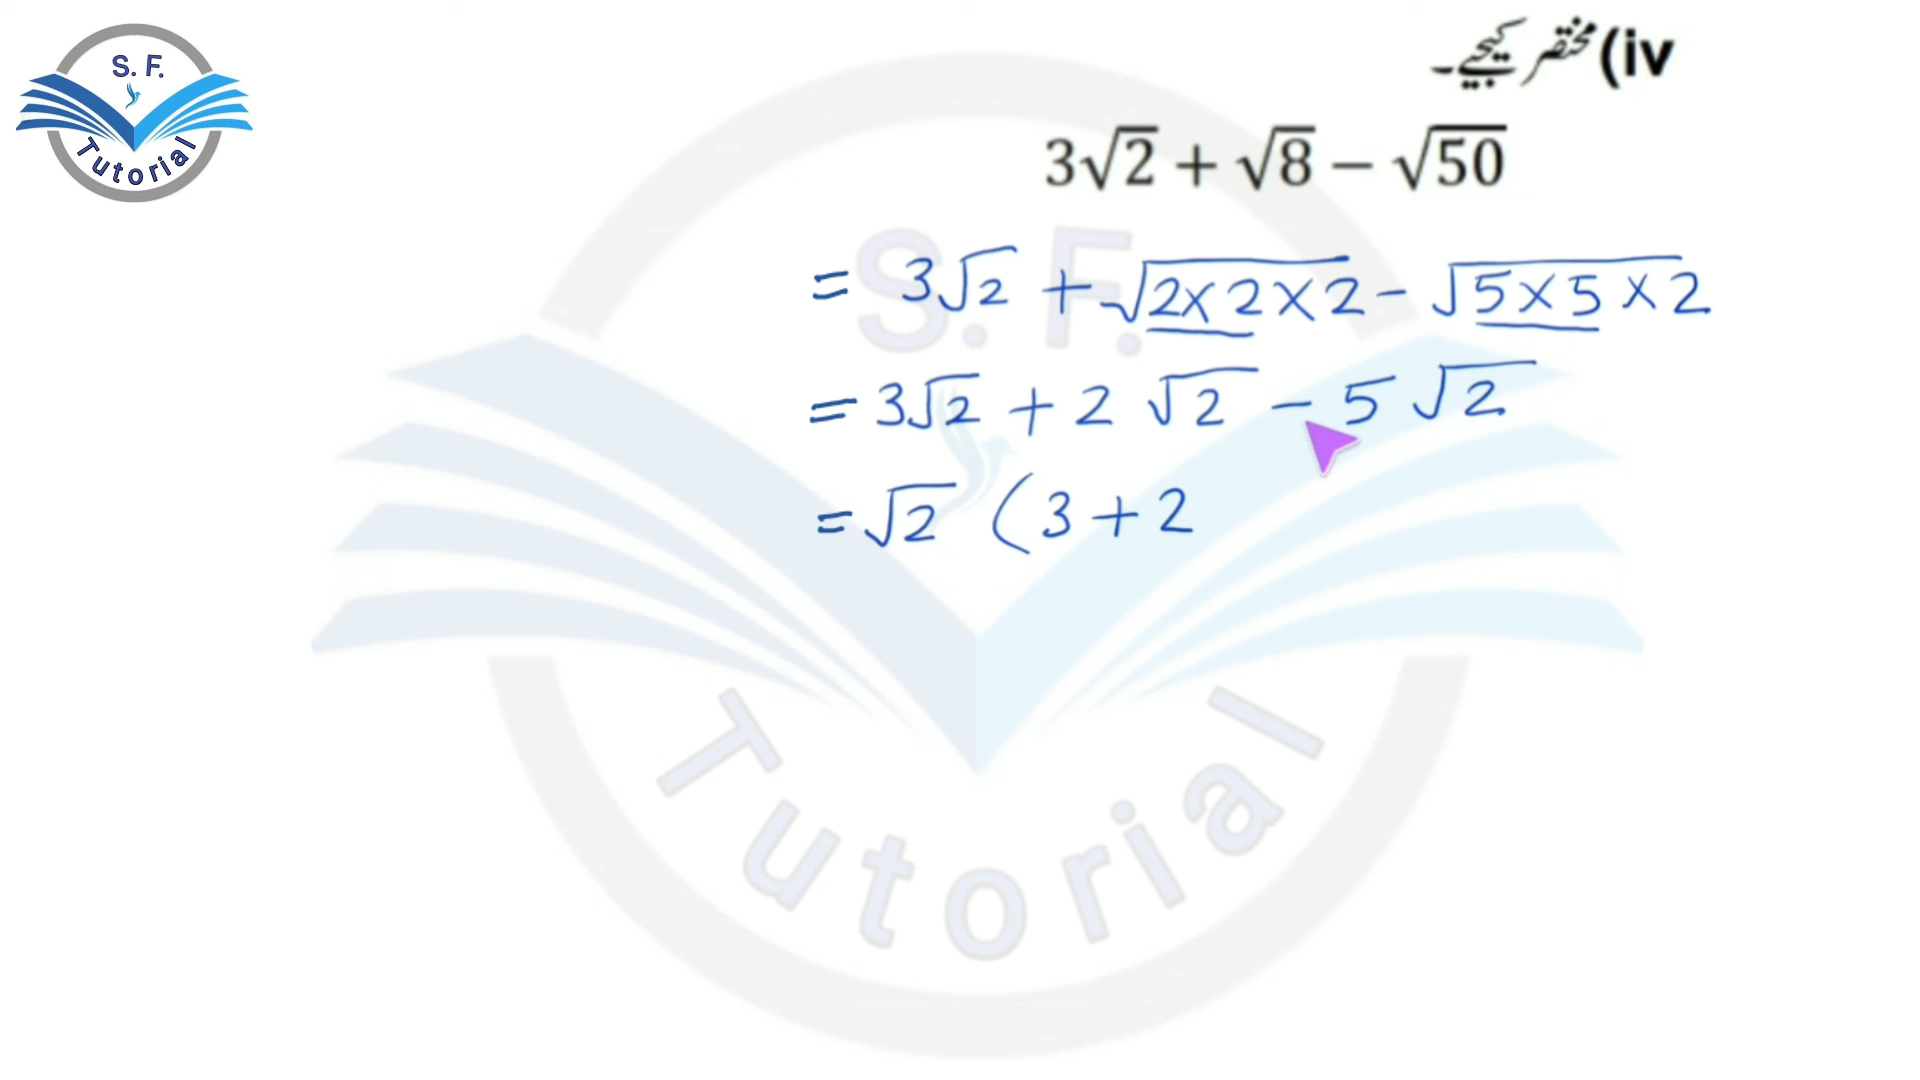 S. F.
Tutorial
iv) مختصر کیجیے۔
3√2 + √8 − √50
= 3√2 + √2×2×2 − √5×5×2
= 3√2 + 2 √2 − 5 √2
= √2 (3 + 2
S. F.
Tutorial